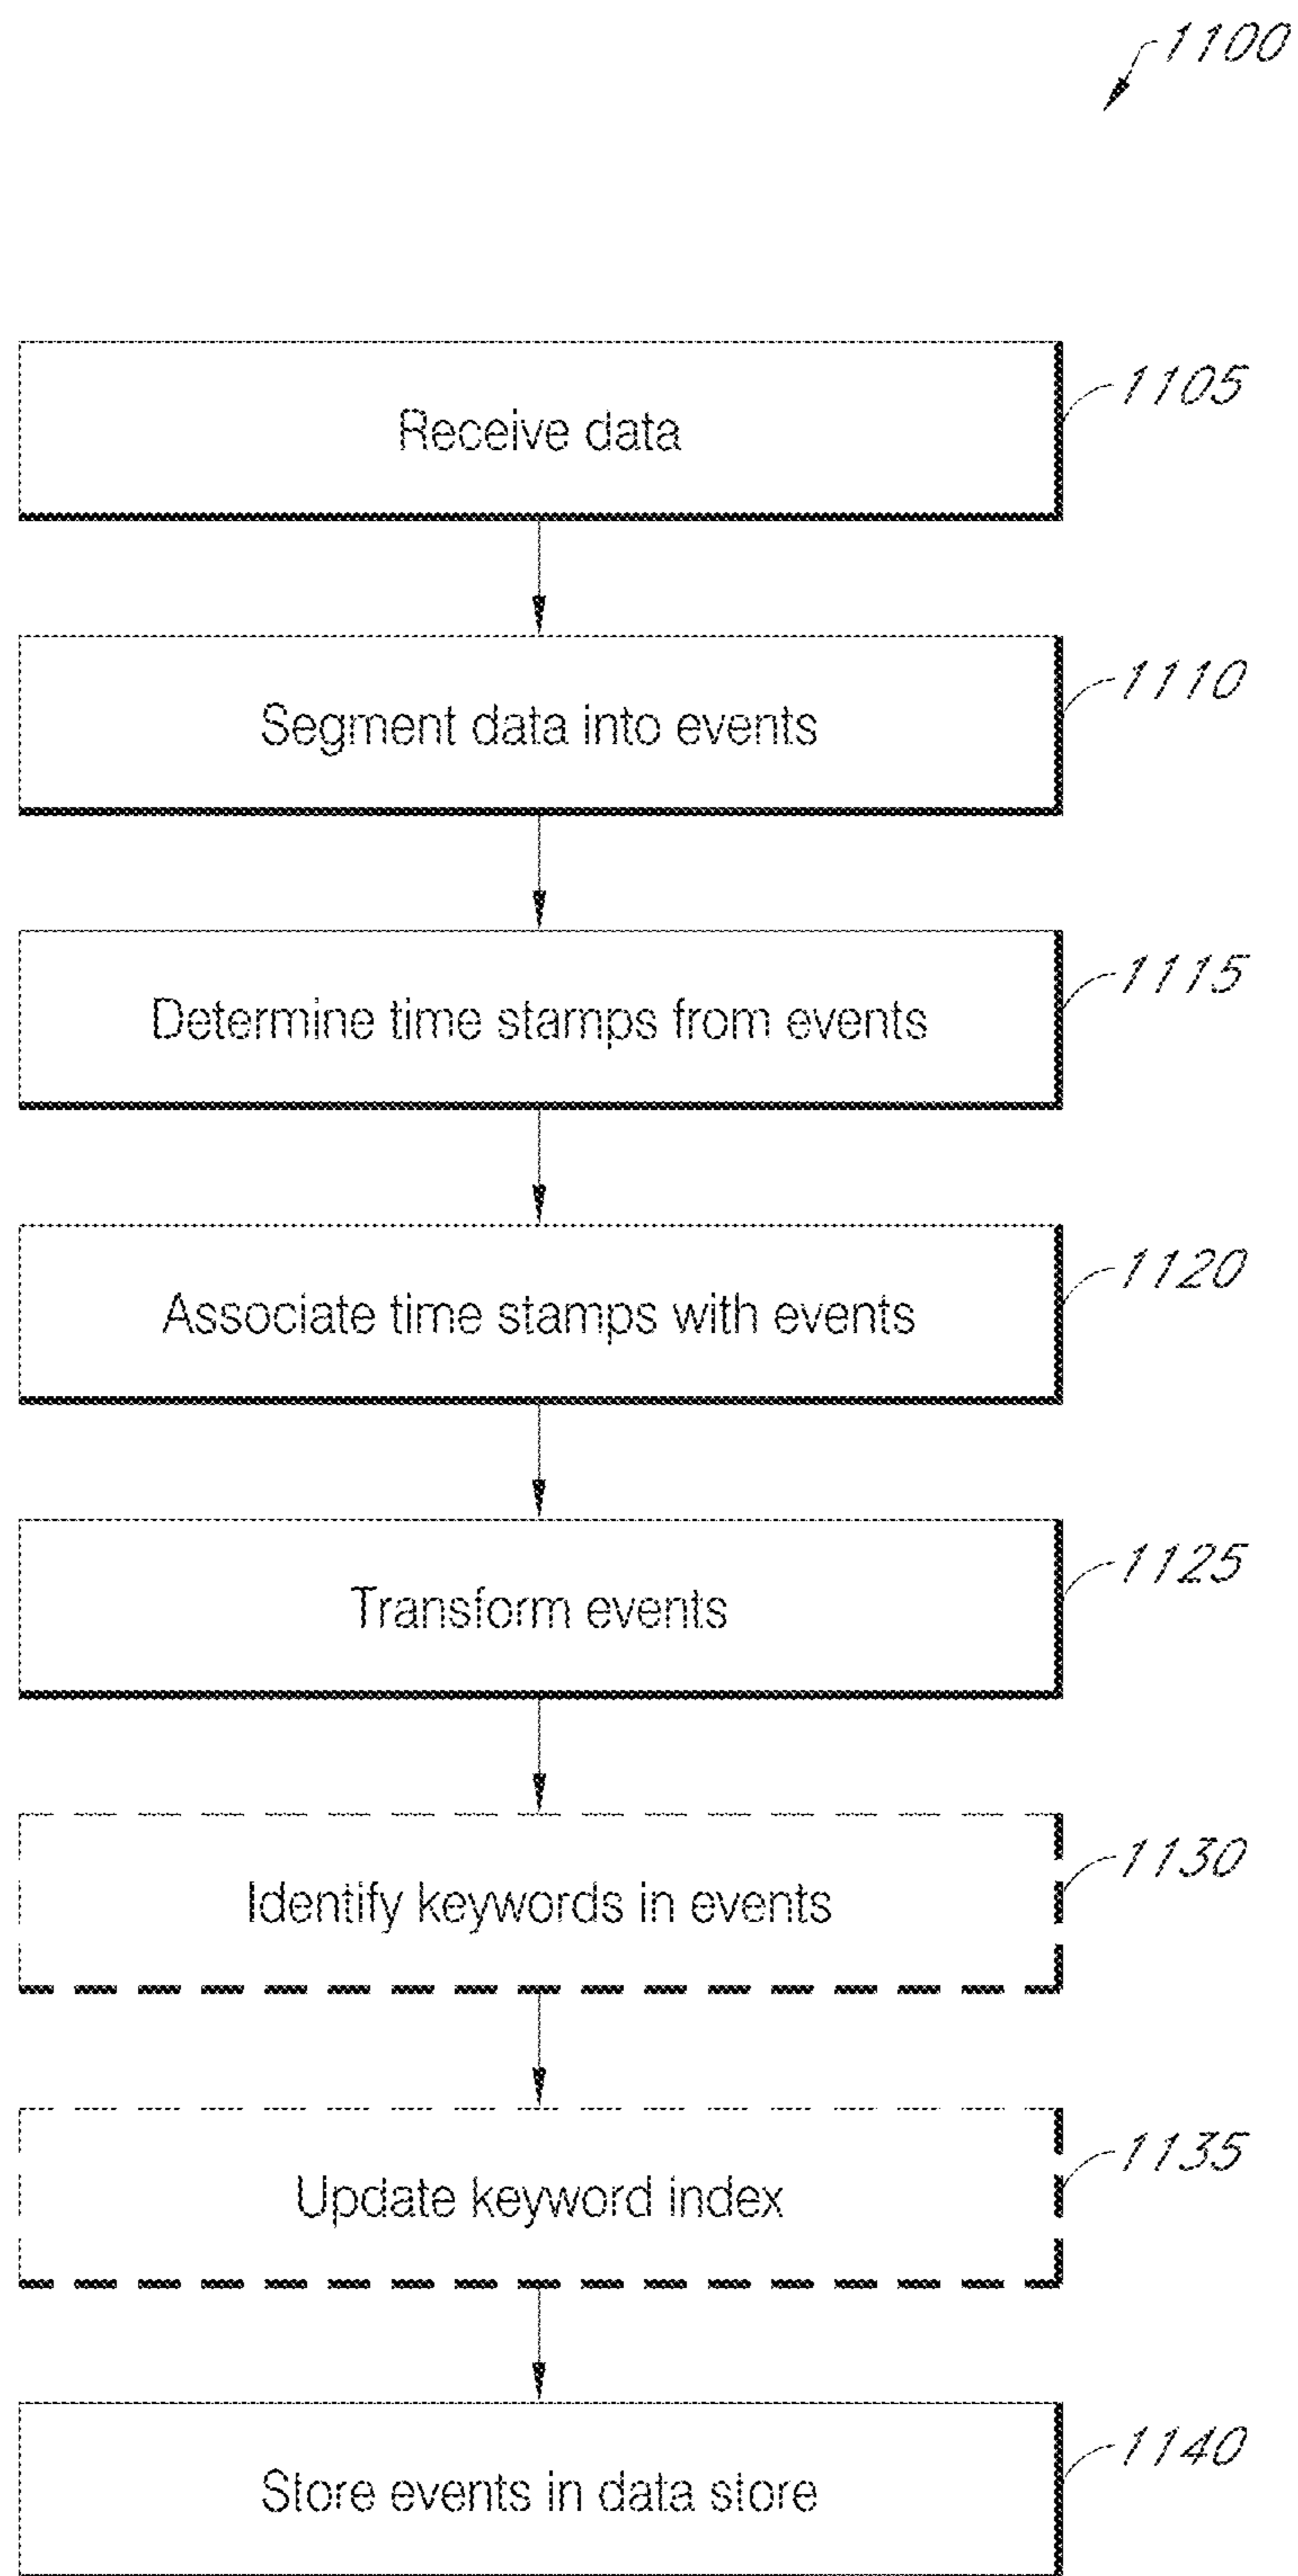 1100
Receive data
1105
Segment data into events
1110
Determine time stamps from events
1115
Associate time stamps with events
1120
Transform events
1125
Identify keywords in events
1130
Update keyword index
1135
Store events in data store
1140